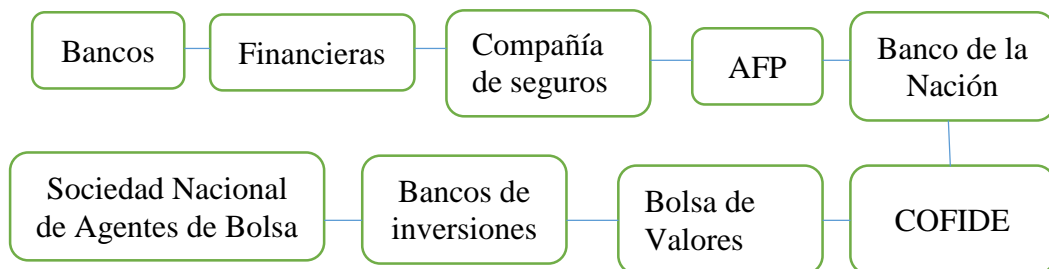 Bancos
Financieras
Compañía
de seguros
AFP
Banco de la
Nación
Sociedad Nacional
de Agentes de Bolsa
Bancos de
inversiones
Bolsa de
Valores
COFIDE